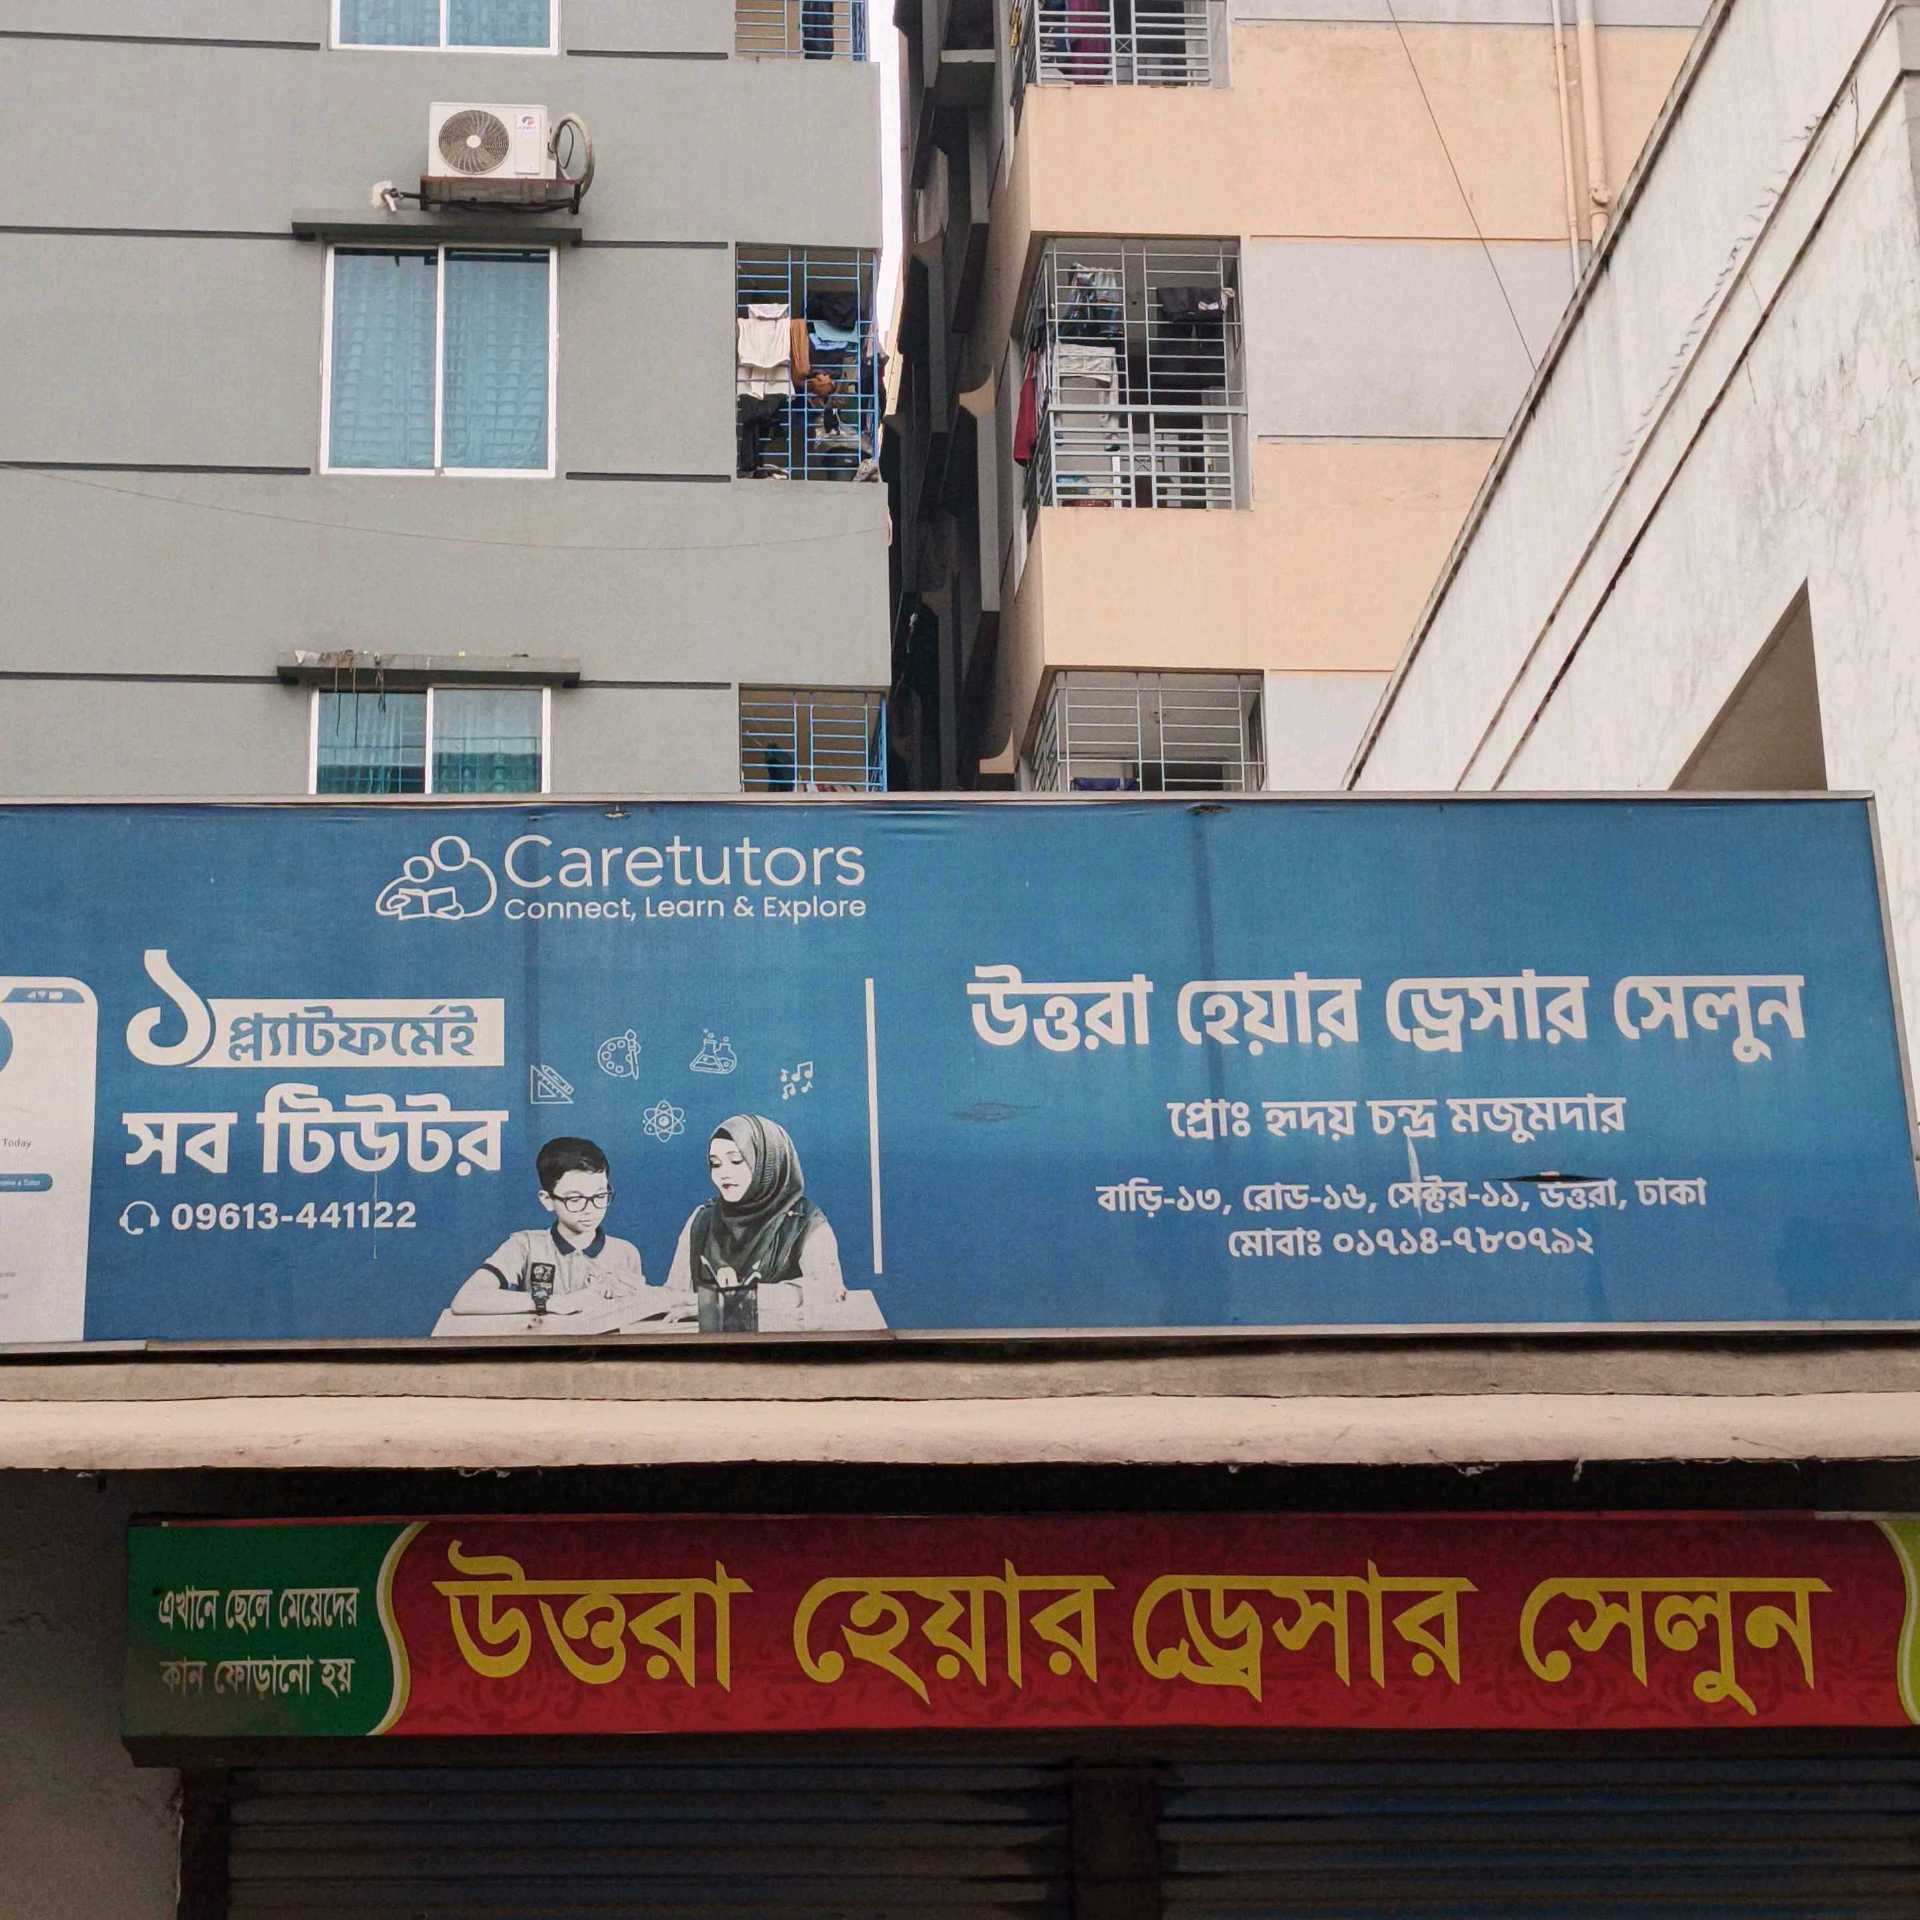 Caretutors
Connect, Learn & Explore
১ প্ল্যাটফর্মেই
সব টিউটর
09613-441122
Today
উত্তরা হেয়ার ড্রেসার সেলুন
প্রোঃ হৃদয় চন্দ্র মজুমদার
বাড়ি-১৩, রোড-১৬, সেক্টর-১১, উত্তরা, ঢাকা
মোবাঃ ০১৭১৪-৭৮০৭৯২
এখানে ছেলে মেয়েদের
কান ফোড়ানো হয়
উত্তরা হেয়ার ড্রেসার সেলুন